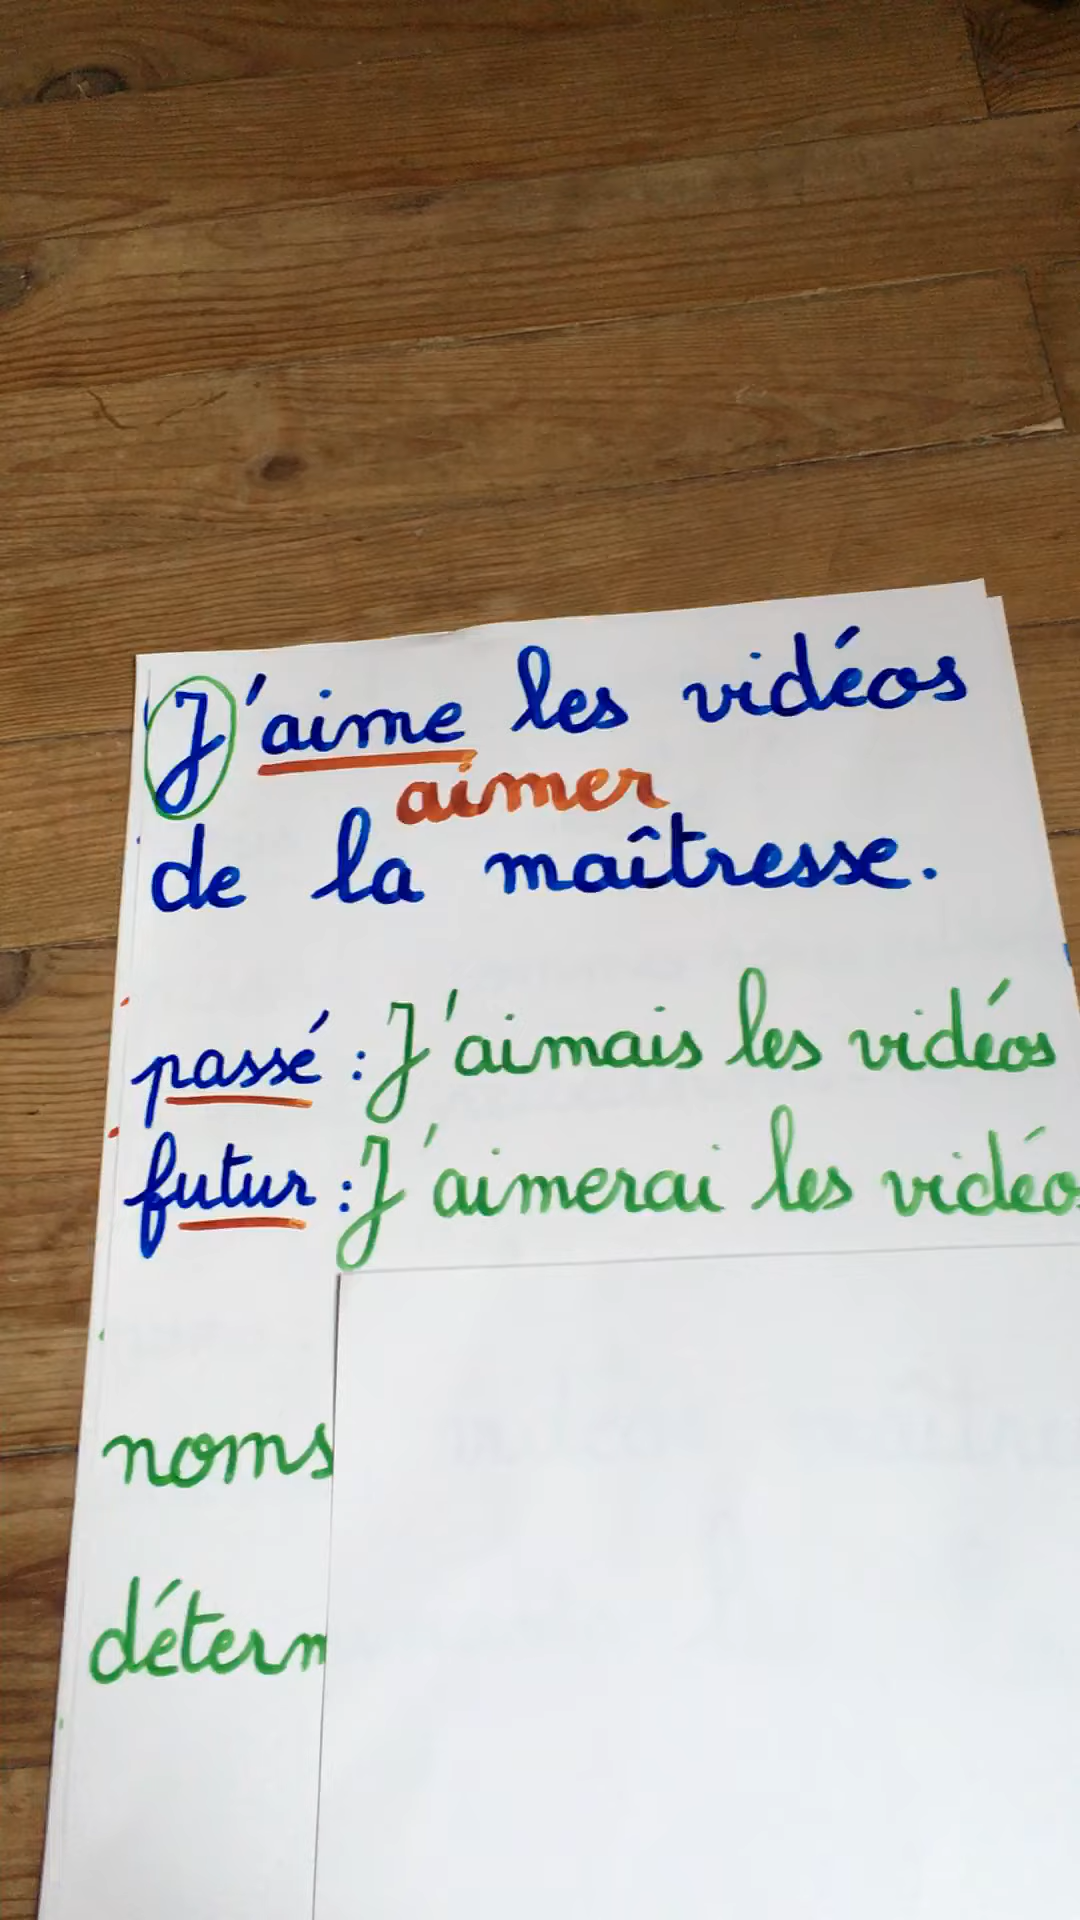 J'aime les vidéos
aimer
de la maîtresse.
passé : J'aimais les vidéos
futur : J'aimerai les vidéo
noms
déterm